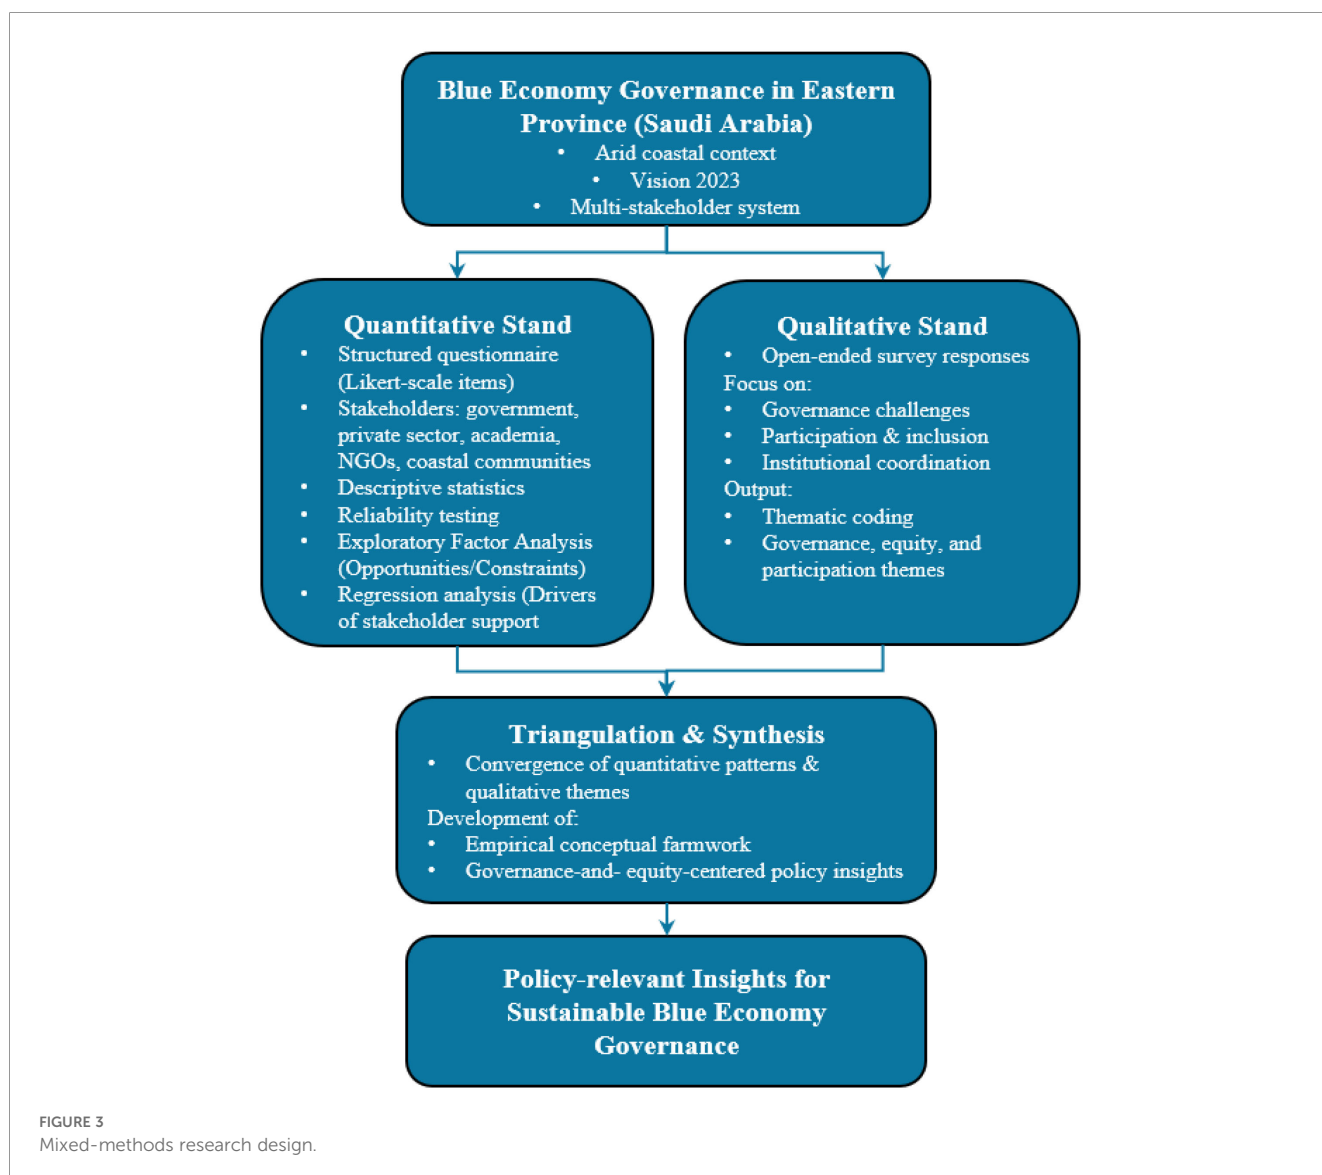 Blue Economy Governance in Eastern
Province (Saudi Arabia)
• Arid coastal context
• Vision 2023
• Multi-stakeholder system
Quantitative Stand
• Structured questionnaire
(Likert-scale items)
• Stakeholders: government,
private sector, academia,
NGOs, coastal communities
• Descriptive statistics
• Reliability testing
• Exploratory Factor Analysis
(Opportunities/Constraints)
• Regression analysis (Drivers
of stakeholder support
Qualitative Stand
• Open-ended survey responses
Focus on:
• Governance challenges
• Participation & inclusion
• Institutional coordination
Output:
• Thematic coding
• Governance, equity, and
participation themes
Triangulation & Synthesis
• Convergence of quantitative patterns &
qualitative themes
Development of:
• Empirical conceptual farmwork
• Governance-and- equity-centered policy insights
Policy-relevant Insights for
Sustainable Blue Economy
Governance
FIGURE 3
Mixed-methods research design.